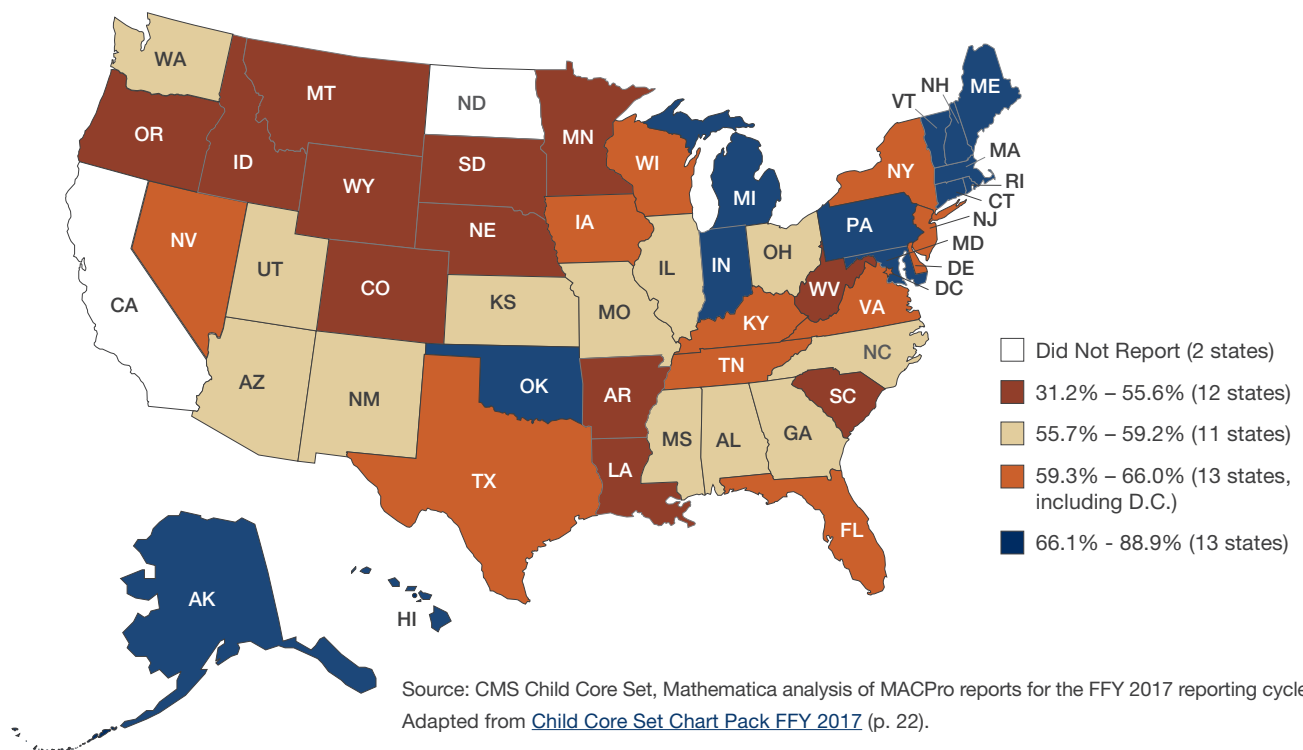 WA
MT
ND
ME
NH
VT
OR
MN
ID
SD
WI
NY
MA
WY
RI
MI
CT
NE
IA
PA
NJ
NV
MD
OH
UT
IL
IN
DE
CO
WV
DC
CA
KS
MO
VA
KY
NC
TN
AZ
OK
NM
AR
SC
MS
AL
GA
LA
TX
FL
AK
HI
Did Not Report (2 states)
31.2% – 55.6% (12 states)
55.7% – 59.2% (11 states)
59.3% – 66.0% (13 states,
including D.C.)
66.1% - 88.9% (13 states)
Source: CMS Child Core Set, Mathematica analysis of MACPro reports for the FFY 2017 reporting cycle
Adapted from Child Core Set Chart Pack FFY 2017 (p. 22).